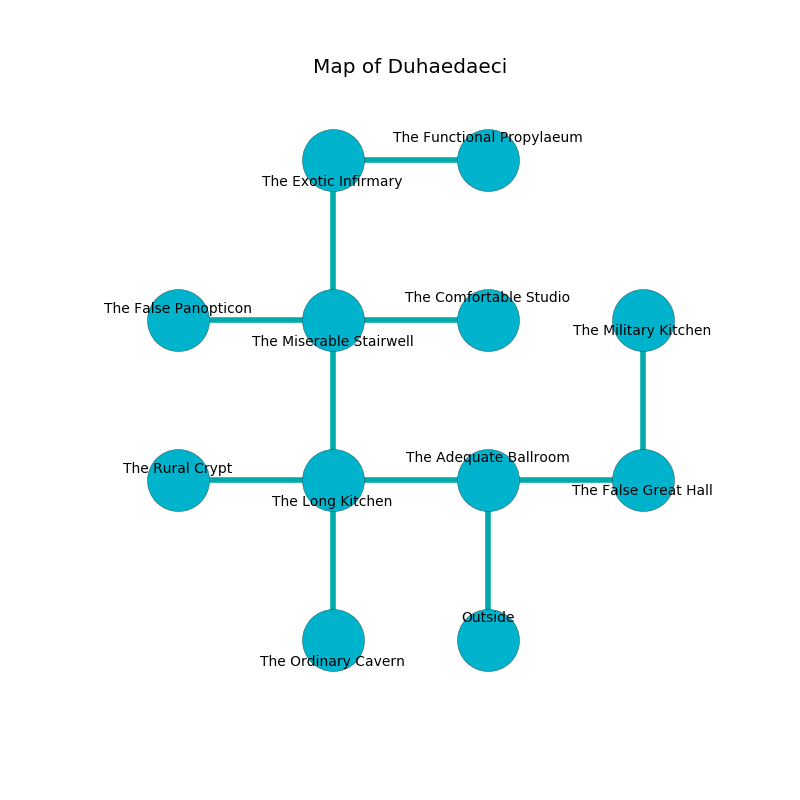 Map of Duhaedaeci
The Functional Propylaeum
The Exotic Infirmary
The Comfortable Studio
The False Panopticon
The Military Kitchen
The Miserable Stairwell
The Adequate Ballroom
The Rural Crypt
The False Great Hall
The Long Kitchen
Outside
The Ordinary Cavern